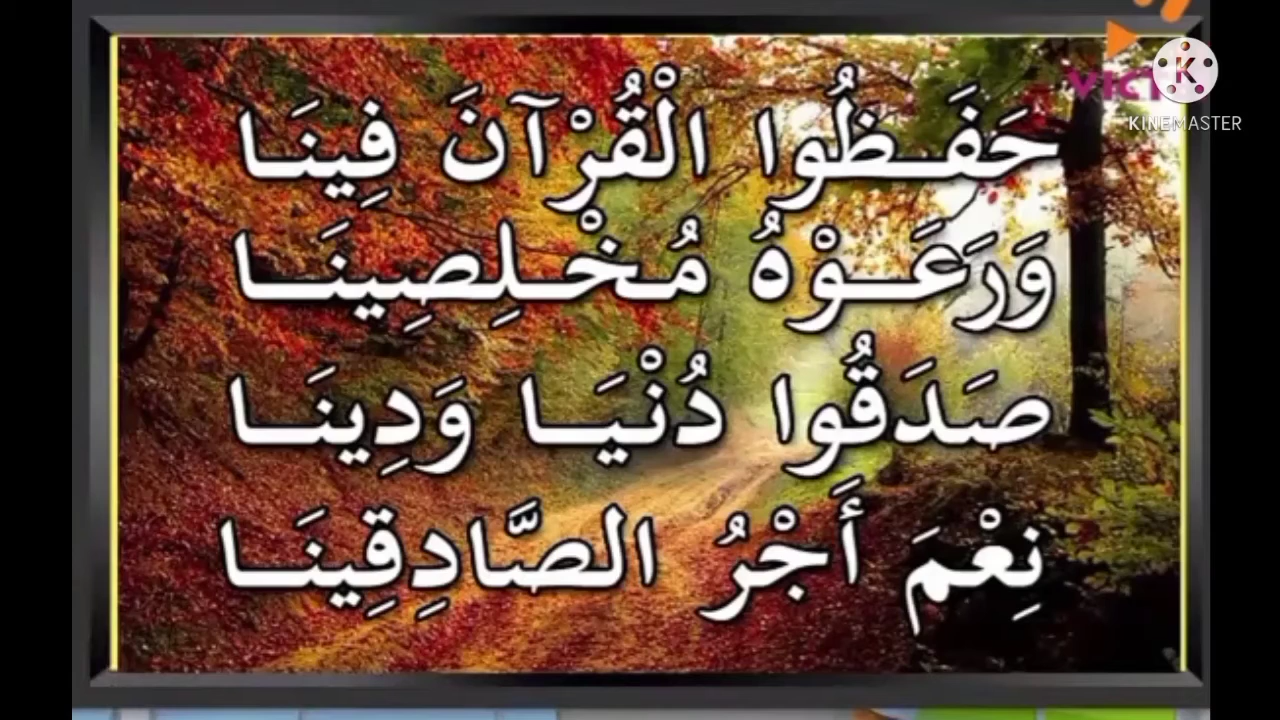 KINEMASTER
حَفَظُوا الْقُرْآنَ فِينَا
وَرَعَوْهُ مُخْلِصِينَا
صَدَقُوا دُنْيَا وَدِينَا
نِعْمَ أَجْرُ الصَّادِقِينَا